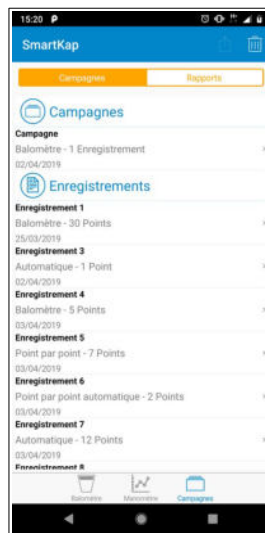 15:20
SmartKap
Campagnes Rapports
Campagnes
Campagne
Balomètre - 1 Enregistrement
02/04/2019
Enregistrements
Enregistrement 1
Balomètre - 30 Points
25/03/2019
Enregistrement 3
Automatique - 1 Point
02/04/2019
Enregistrement 4
Balomètre - 5 Points
03/04/2019
Enregistrement 5
Point par point - 7 Points
03/04/2019
Enregistrement 6
Point par point automatique - 2 Points
03/04/2019
Enregistrement 7
Automatique - 12 Points
03/04/2019
Enregistrement 8
Balomètre Manomètre Campagnes